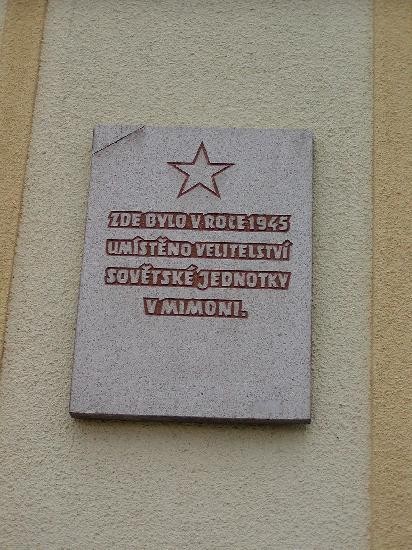 ZDE BYLO V ROCE 1945
UMÍSTĚNO VELITELSTVÍ
SOVĚTSKÉ JEDNOTKY
V MIMONI.